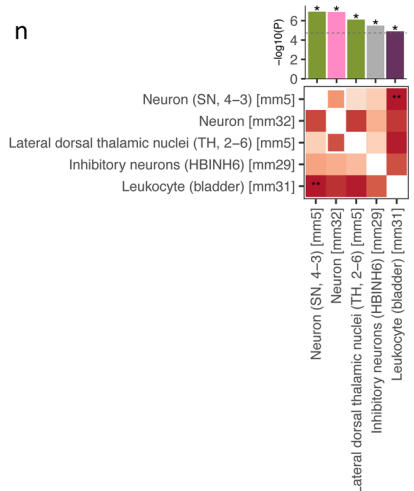 n
−log10(P)
6
4
2
0
* * * * *
Neuron (SN, 4−3) [mm5]
**
Neuron [mm32]
Lateral dorsal thalamic nuclei (TH, 2−6) [mm5]
Inhibitory neurons (HBINH6) [mm29]
Leukocyte (bladder) [mm31]
**
Neuron (SN, 4−3) [mm5]
Neuron [mm32]
Lateral dorsal thalamic nuclei (TH, 2−6) [mm5]
Inhibitory neurons (HBINH6) [mm29]
Leukocyte (bladder) [mm31]